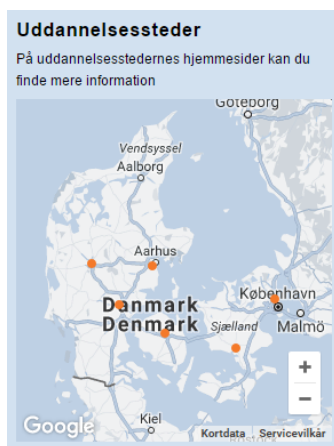 Uddannelsessteder
På uddannelsesstedernes hjemmesider kan du
finde mere information
Göteborg
Vendsyssel
Aalborg
Aarhus
København
Danmark
Denmark
Sjælland
Malmö
+
−
Kiel
Google
Kortdata Servicevilkår